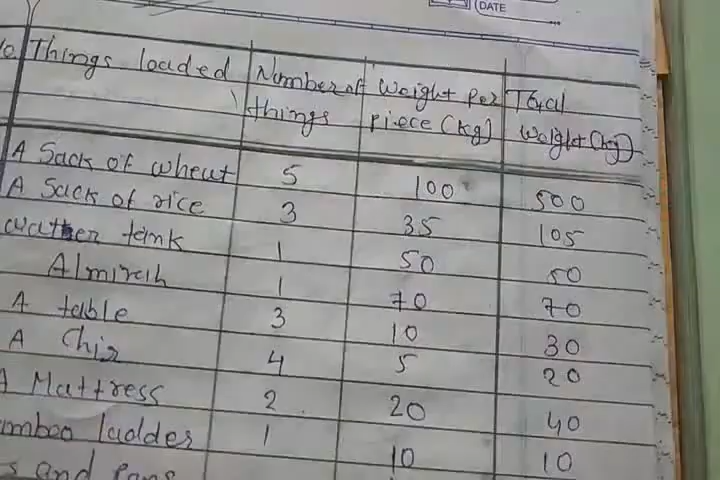 DATE
Things loaded Number of things Weight per piece (kg) Total Weight (kg)
A Sack of wheat 5 100 500
A Sack of rice 3 35 105
water tank 1 50 50
Almirah 1 70 70
A table 3 10 30
A Chir 4 5 20
A Mattress 2 20 40
ladder 1 10 10
and Pans